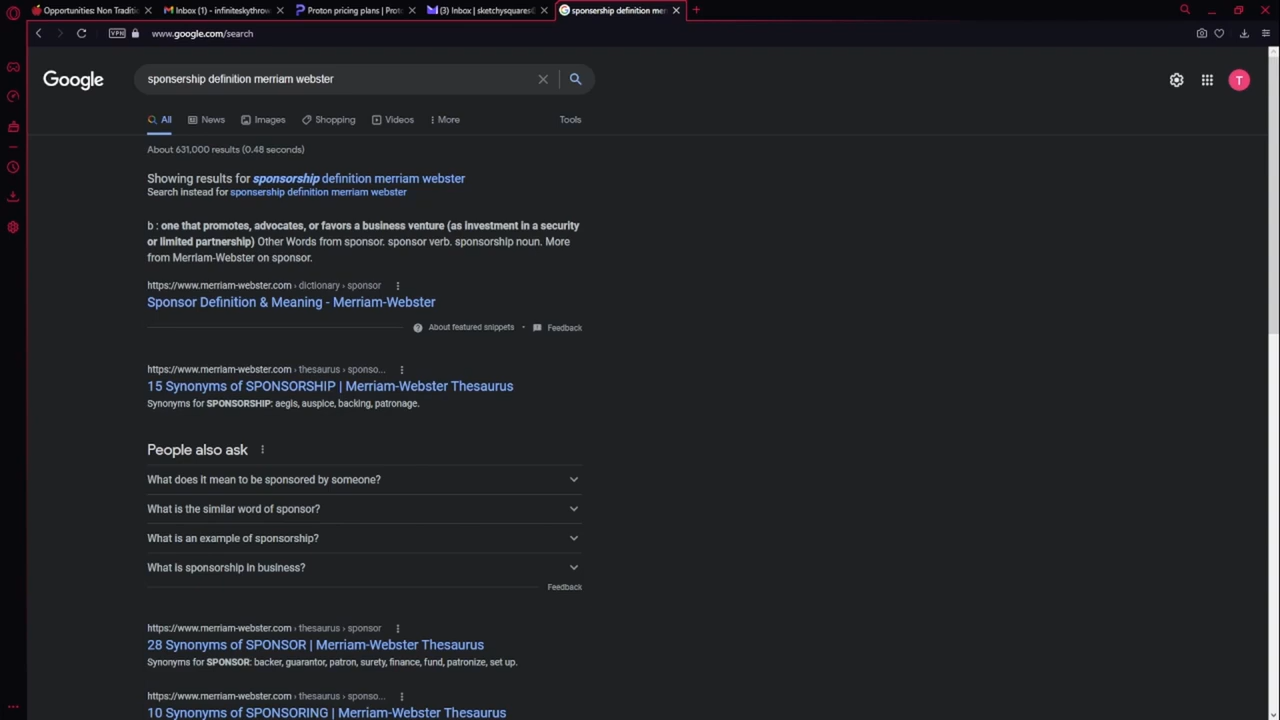 Opportunities: Non Traditi
Inbox (1) - infiniteskythrow
Proton pricing plans | Prot
(3) Inbox | sketchysquares
sponsership definition mer
VPN
www.google.com/search
Google
sponsership definition merriam webster
T
All
News
Images
Shopping
Videos
More
Tools
About 631,000 results (0.48 seconds)
Showing results for sponsorship definition merriam webster
Search instead for sponsership definition merriam webster
b : one that promotes, advocates, or favors a business venture (as investment in a security
or limited partnership) Other Words from sponsor. sponsor verb. sponsorship noun. More
from Merriam-Webster on sponsor.
https://www.merriam-webster.com › dictionary › sponsor
Sponsor Definition & Meaning - Merriam-Webster
About featured snippets • Feedback
https://www.merriam-webster.com › thesaurus › sponso...
15 Synonyms of SPONSORSHIP | Merriam-Webster Thesaurus
Synonyms for SPONSORSHIP: aegis, auspice, backing, patronage.
People also ask
What does it mean to be sponsored by someone?
What is the similar word of sponsor?
What is an example of sponsorship?
What is sponsorship in business?
Feedback
https://www.merriam-webster.com › thesaurus › sponsor
28 Synonyms of SPONSOR | Merriam-Webster Thesaurus
Synonyms for SPONSOR: backer, guarantor, patron, surety, finance, fund, patronize, set up.
https://www.merriam-webster.com › thesaurus › sponso...
10 Synonyms of SPONSORING | Merriam-Webster Thesaurus